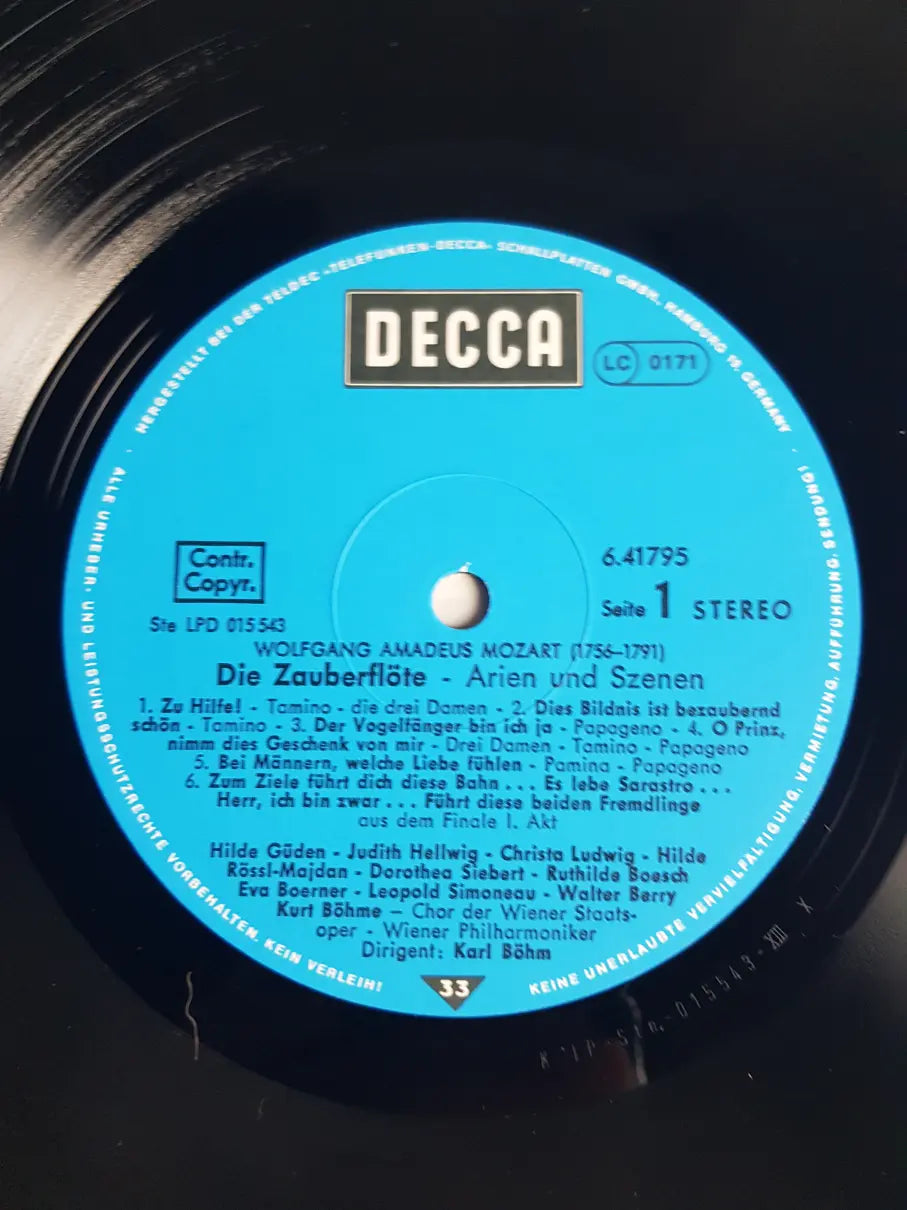 HERGESTELLT BEI DER TELDEC »TELEFUNKEN-DECCA« SCHALLPLATTEN GMBH, HAMBURG 19, GERMANY
DECCA
LC 0171
Contr.
Copyr.
6.41795
Ste LPD 015 543
Seite 1 STEREO
WOLFGANG AMADEUS MOZART (1756–1791)
Die Zauberflöte - Arien und Szenen
1. Zu Hilfe! - Tamino - die drei Damen - 2. Dies Bildnis ist bezaubernd
schön - Tamino - 3. Der Vogelfänger bin ich ja - Papageno - 4. O Prinz,
nimm dies Geschenk von mir - Drei Damen - Tamino - Papageno
5. Bei Männern, welche Liebe fühlen - Pamina - Papageno
6. Zum Ziele führt dich diese Bahn . . . Es lebe Sarastro . . .
Herr, ich bin zwar . . . Führt diese beiden Fremdlinge
aus dem Finale I. Akt
Hilde Güden - Judith Hellwig - Christa Ludwig - Hilde
Rössl-Majdan - Dorothea Siebert - Ruthilde Boesch
Eva Boerner - Leopold Simoneau - Walter Berry
Kurt Böhme – Chor der Wiener Staats-
oper - Wiener Philharmoniker
Dirigent: Karl Böhm
33
ALLE URHEBER- UND LEISTUNGSSCHUTZRECHTE VORBEHALTEN. KEIN VERLEIH!
KEINE UNERLAUBTE VERVIELFÄLTIGUNG, VERMIETUNG, AUFFÜHRUNG, SENDUNG!
015543-XIII X